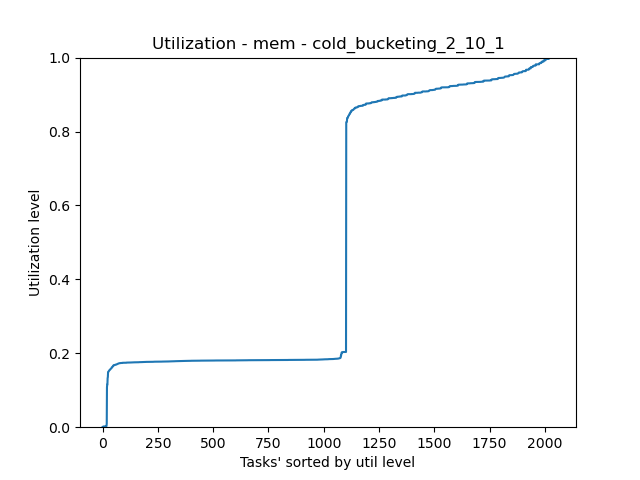 Utilization - mem - cold_bucketing_2_10_1
1.0
0.8
0.6
0.4
0.2
0.0
Utilization level
0 250 500 750 1000 1250 1500 1750 2000
Tasks' sorted by util level